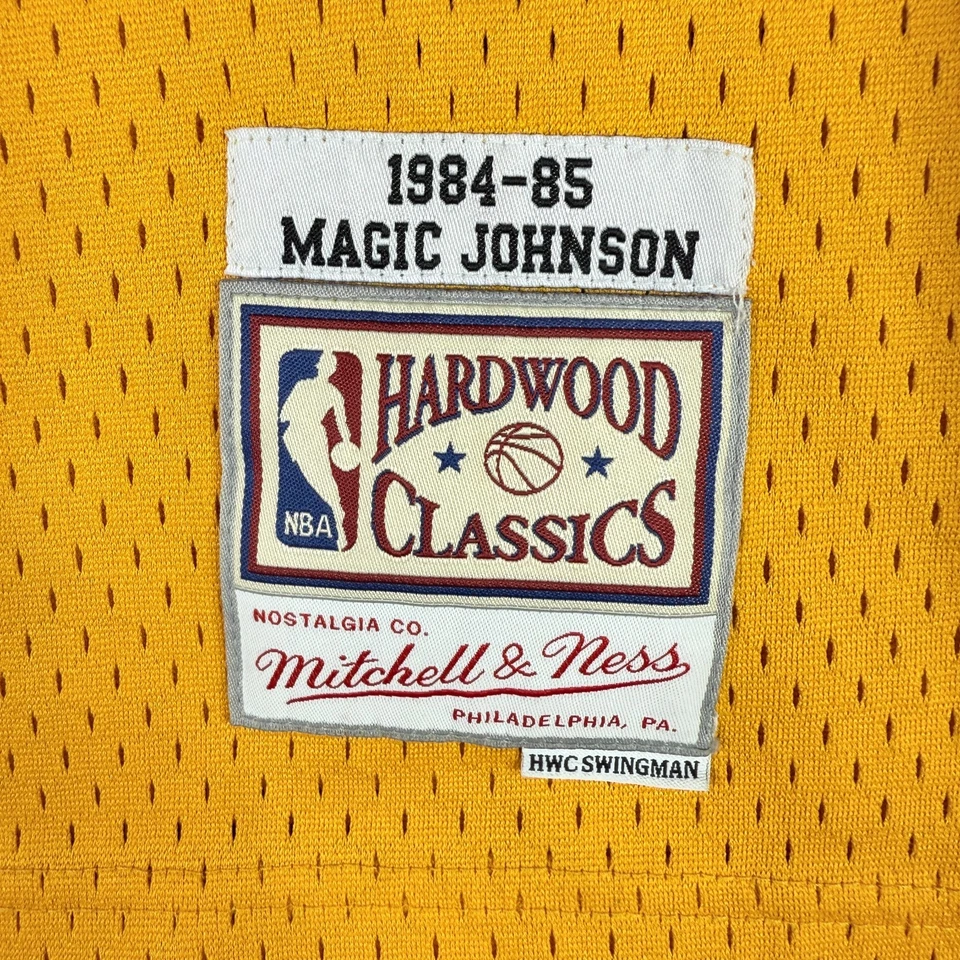 1984-85
MAGIC JOHNSON
HARDWOOD
CLASSICS
NBA
NOSTALGIA CO.
Mitchell & Ness
PHILADELPHIA, PA.
HWC SWINGMAN